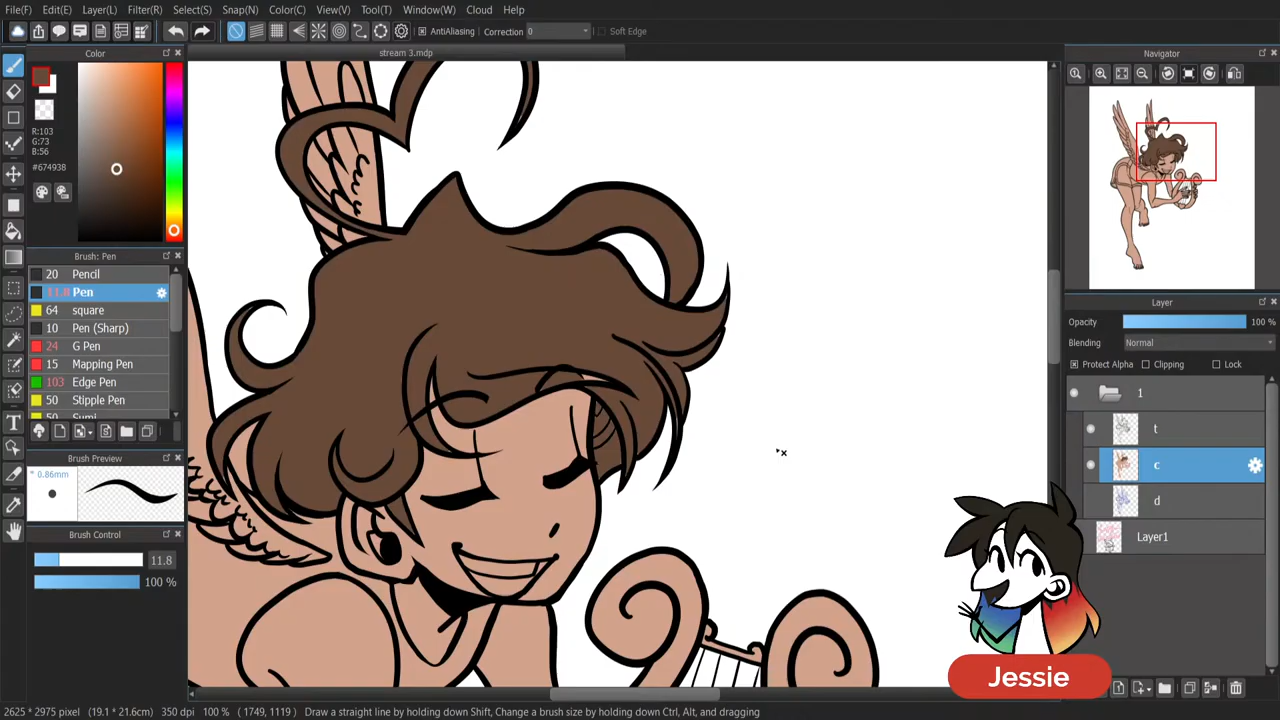 File(F) Edit(E) Layer(L) Filter(R) Select(S) Snap(N) Color(C) View(V) Tool(T) Window(W) Cloud Help
AntiAliasing Correction 0 Soft Edge
stream 3.mdp
Color
R:103
G:73
B:56
#674938
Brush: Pen
20 Pencil
11.8 Pen
64 square
10 Pen (Sharp)
24 G Pen
15 Mapping Pen
103 Edge Pen
50 Stipple Pen
50 Sumi
T
Brush Preview
* 0.86mm
Brush Control
11.8
100 %
Navigator
Layer
Opacity 100 %
Blending Normal
Protect Alpha Clipping Lock
1
t
c
d
Layer1
Jessie
2625 * 2975 pixel (19.1 * 21.6cm) 350 dpi 100 % ( 1749, 1119 ) Draw a straight line by holding down Shift, Change a brush size by holding down Ctrl, Alt, and dragging